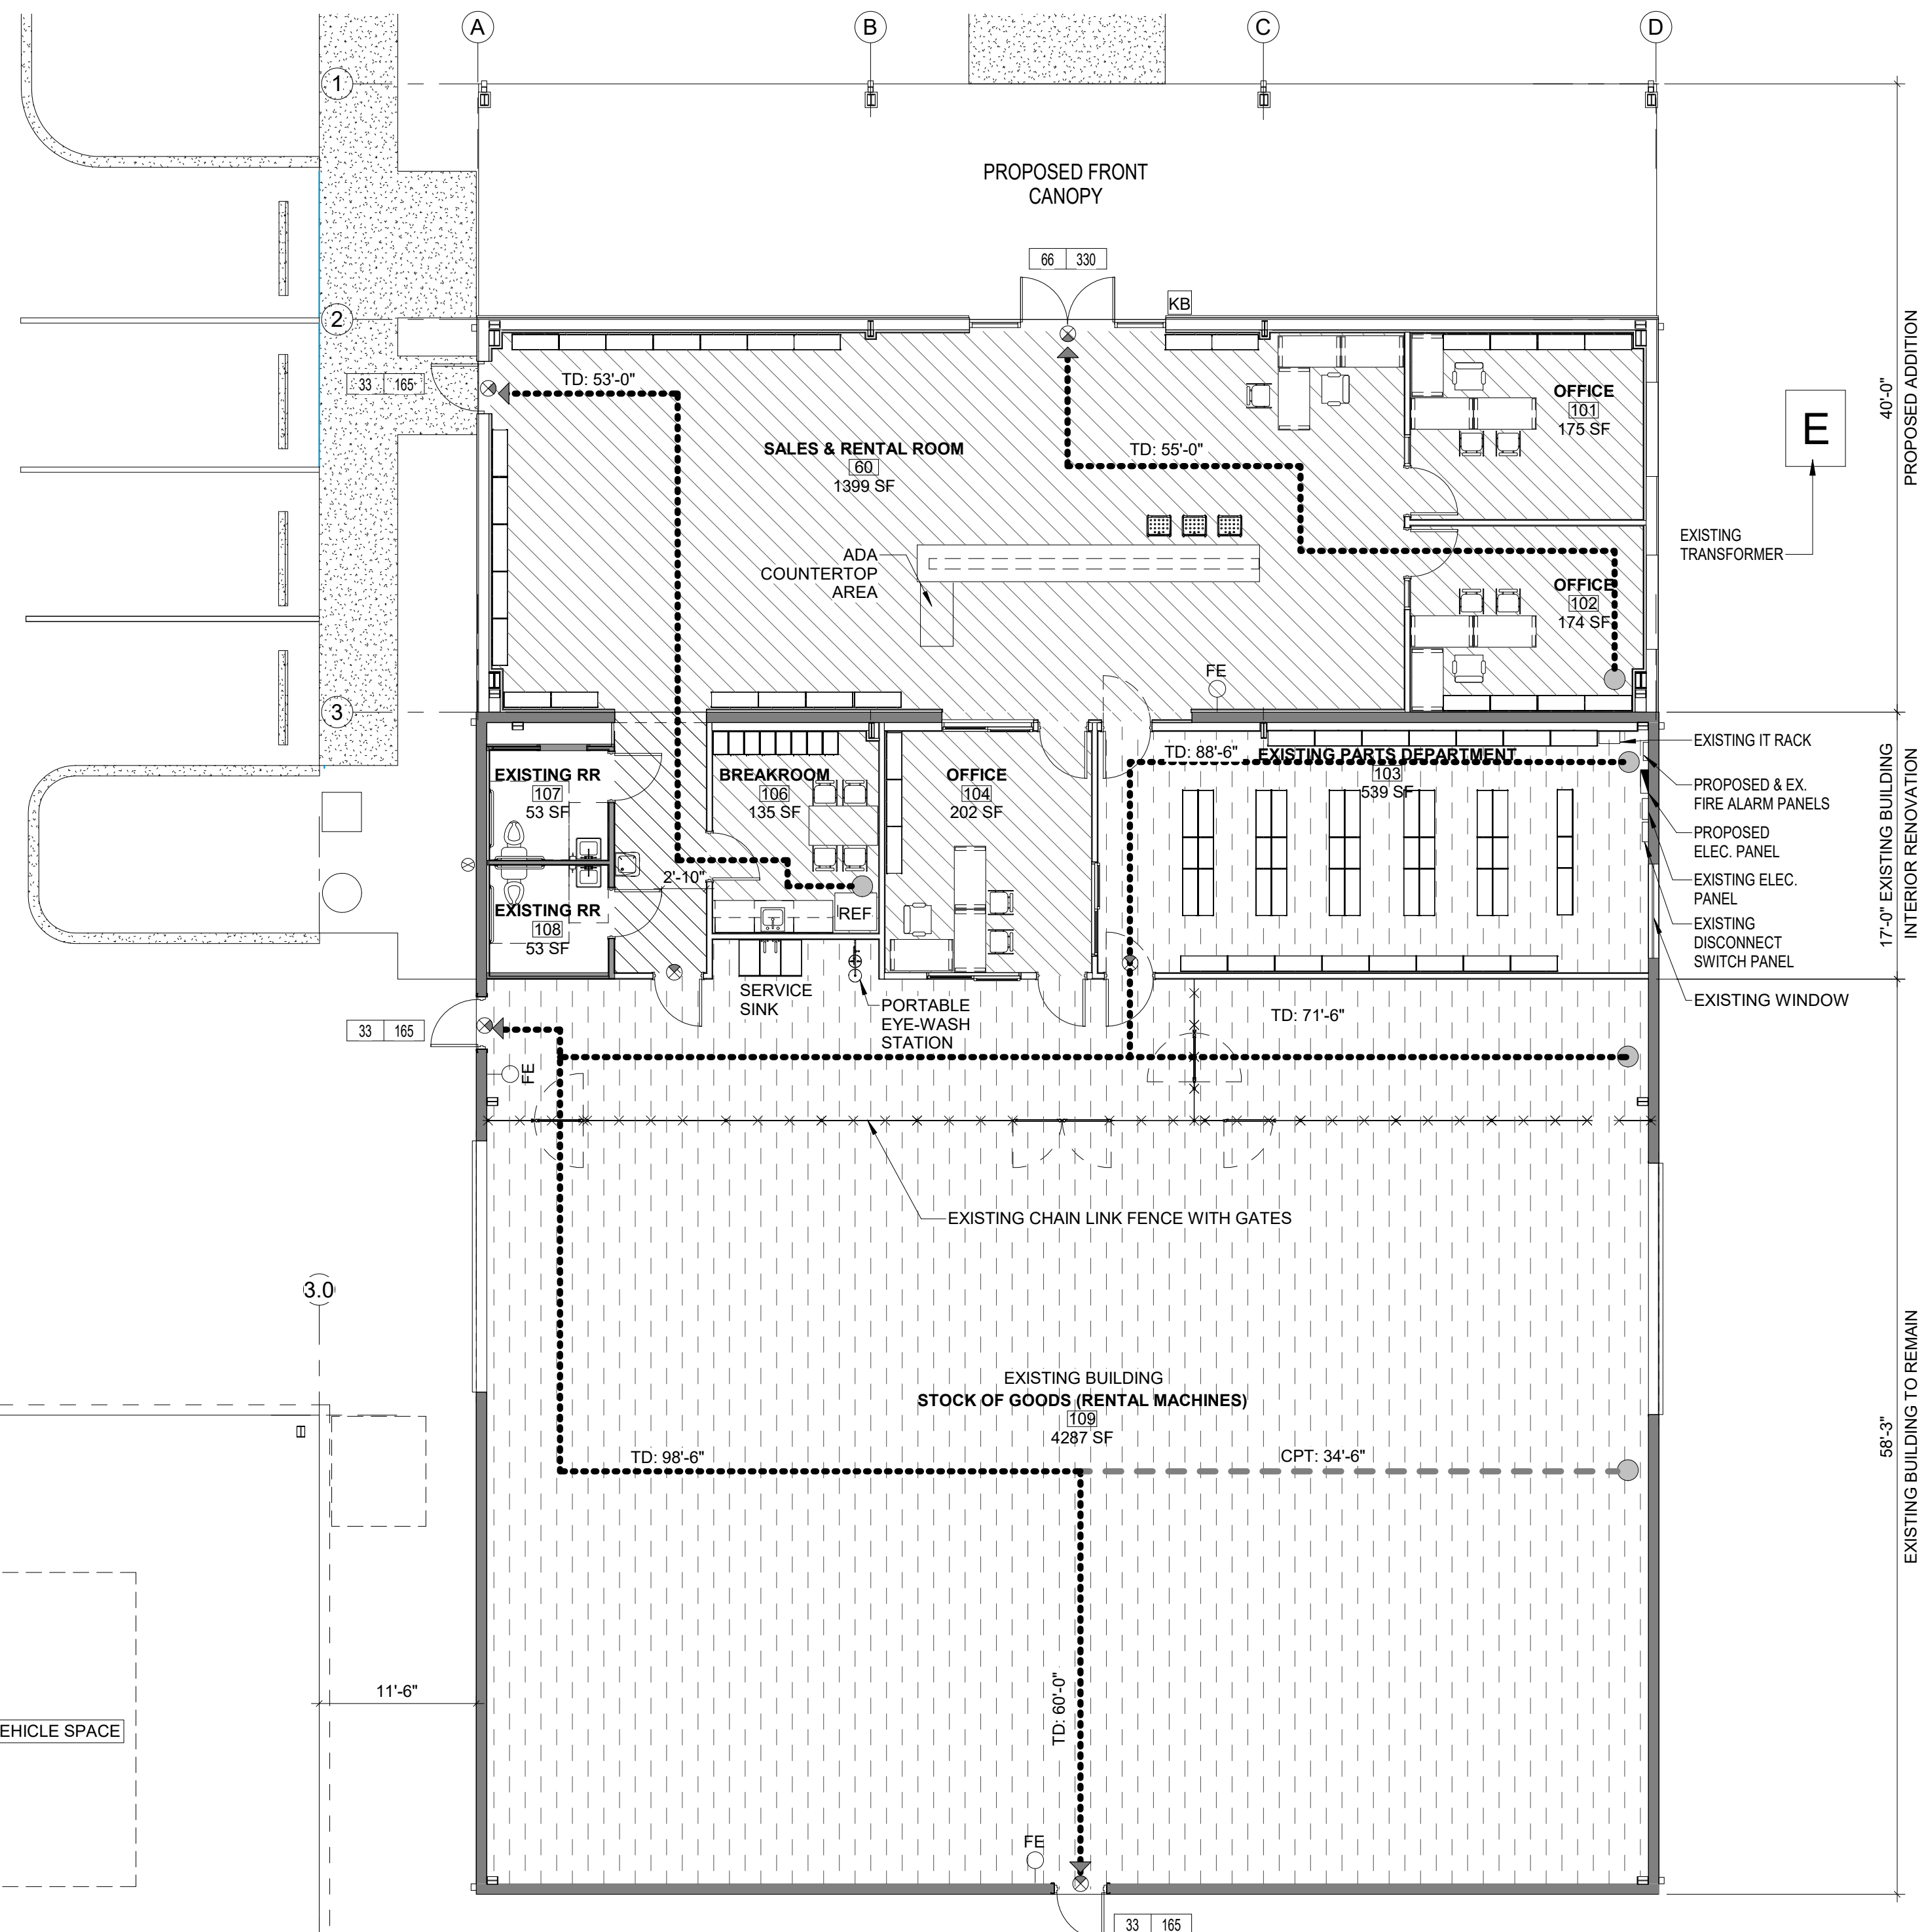 A
B
C
D
1
PROPOSED FRONT
CANOPY
66 330
KB
2
33 165
TD: 53'-0"
SALES & RENTAL ROOM
60
1399 SF
TD: 55'-0"
OFFICE
101
175 SF
E
EXISTING
TRANSFORMER
40'-0"
PROPOSED ADDITION
ADA
COUNTERTOP
AREA
OFFICE
102
174 SF
FE
3
EXISTING RR
107
53 SF
BREAKROOM
106
135 SF
OFFICE
104
202 SF
TD: 88'-6"
EXISTING PARTS DEPARTMENT
103
539 SF
EXISTING IT RACK
PROPOSED & EX.
FIRE ALARM PANELS
PROPOSED
ELEC. PANEL
EXISTING ELEC.
PANEL
EXISTING
DISCONNECT
SWITCH PANEL
EXISTING WINDOW
17'-0" EXISTING BUILDING
INTERIOR RENOVATION
2'-10"
REF.
EXISTING RR
108
53 SF
SERVICE
SINK
PORTABLE
EYE-WASH
STATION
TD: 71'-6"
33 165
FE
EXISTING CHAIN LINK FENCE WITH GATES
3.0
EXISTING BUILDING
STOCK OF GOODS (RENTAL MACHINES)
109
4287 SF
TD: 98'-6"
CPT: 34'-6"
58'-3"
EXISTING BUILDING TO REMAIN
11'-6"
EHICLE SPACE
TD: 60'-0"
FE
33 165